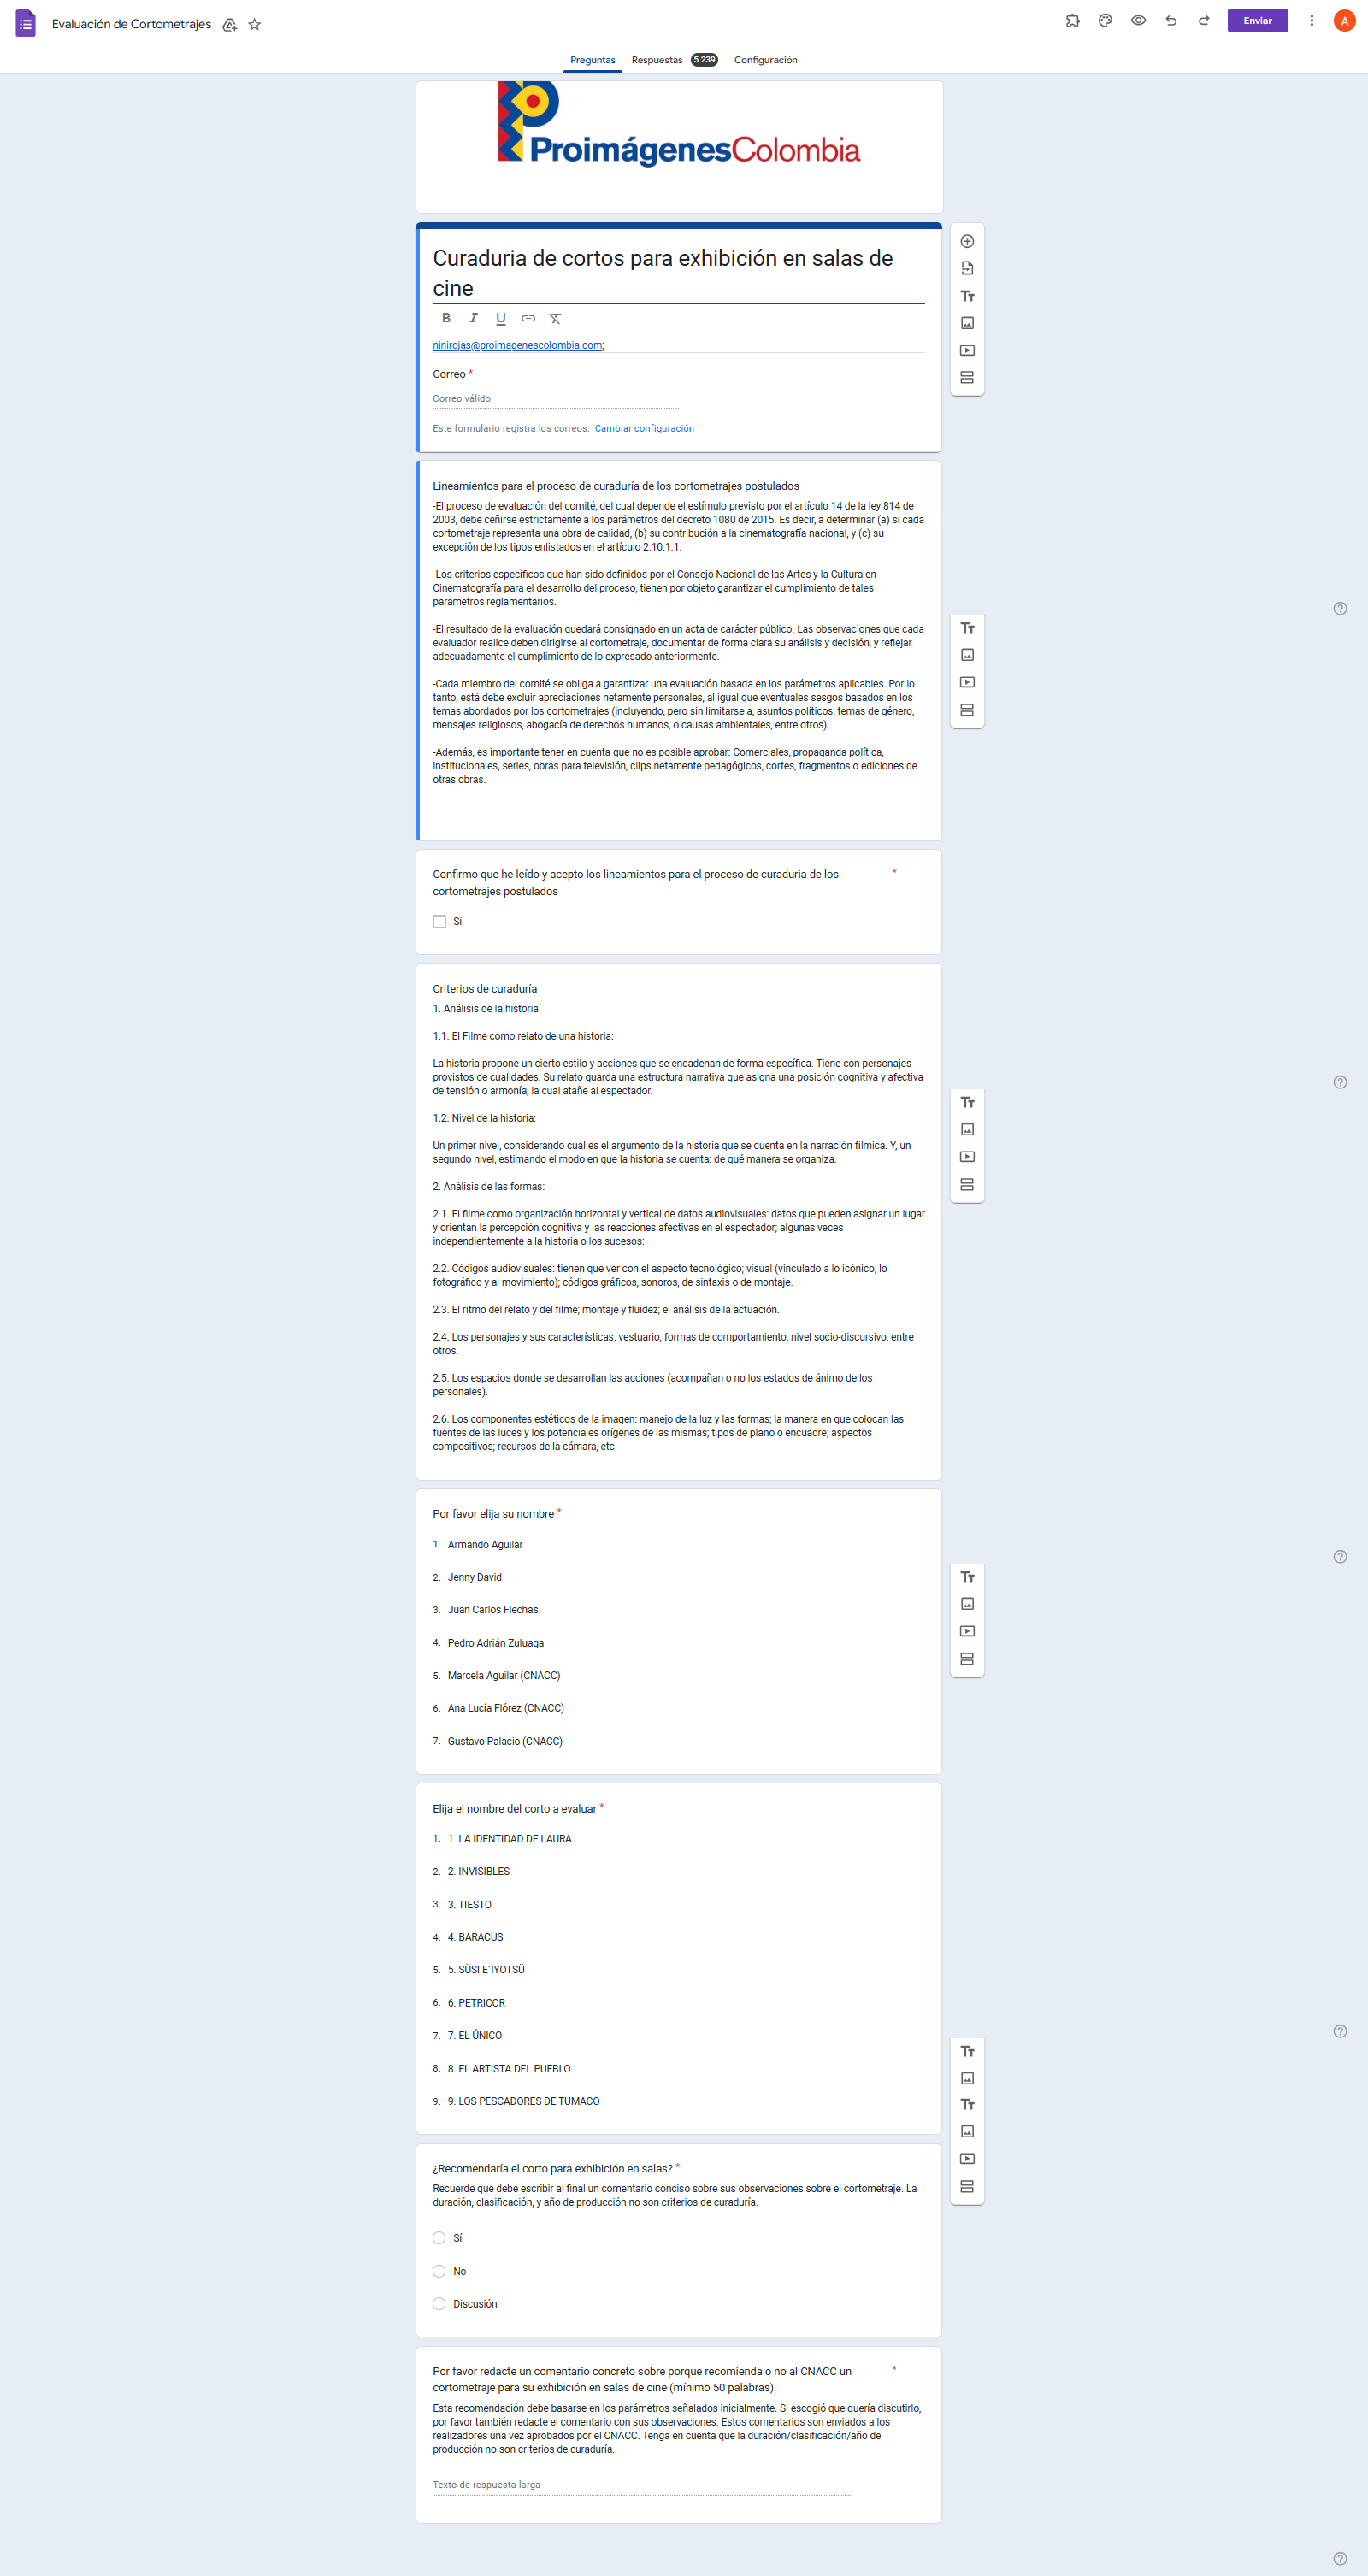 Evaluación de Cortometrajes
Enviar
A
Preguntas Respuestas 5.239 Configuración
ProimágenesColombia
Curaduria de cortos para exhibición en salas de
cine
B I U
ninirojas@proimagenescolombia.com;
Correo *
Correo válido
Este formulario registra los correos. Cambiar configuración
Lineamientos para el proceso de curaduría de los cortometrajes postulados
-El proceso de evaluación del comité, del cual depende el estímulo previsto por el artículo 14 de la ley 814 de
2003, debe ceñirse estrictamente a los parámetros del decreto 1080 de 2015. Es decir, a determinar (a) si cada
cortometraje representa una obra de calidad, (b) su contribución a la cinematografía nacional, y (c) su
excepción de los tipos enlistados en el artículo 2.10.1.1.
-Los criterios específicos que han sido definidos por el Consejo Nacional de las Artes y la Cultura en
Cinematografía para el desarrollo del proceso, tienen por objeto garantizar el cumplimiento de tales
parámetros reglamentarios.
-El resultado de la evaluación quedará consignado en un acta de carácter público. Las observaciones que cada
evaluador realice deben dirigirse al cortometraje, documentar de forma clara su análisis y decisión, y reflejar
adecuadamente el cumplimiento de lo expresado anteriormente.
-Cada miembro del comité se obliga a garantizar una evaluación basada en los parámetros aplicables. Por lo
tanto, está debe excluir apreciaciones netamente personales, al igual que eventuales sesgos basados en los
temas abordados por los cortometrajes (incluyendo, pero sin limitarse a, asuntos políticos, temas de género,
mensajes religiosos, abogacía de derechos humanos, o causas ambientales, entre otros).
-Además, es importante tener en cuenta que no es posible aprobar: Comerciales, propaganda política,
institucionales, series, obras para televisión, clips netamente pedagógicos, cortes, fragmentos o ediciones de
otras obras.
Confirmo que he leído y acepto los lineamientos para el proceso de curaduria de los *
cortometrajes postulados
Sí
Criterios de curaduría
1. Análisis de la historia
1.1. El Filme como relato de una historia:
La historia propone un cierto estilo y acciones que se encadenan de forma específica. Tiene con personajes
provistos de cualidades. Su relato guarda una estructura narrativa que asigna una posición cognitiva y afectiva
de tensión o armonía, la cual atañe al espectador.
1.2. Nivel de la historia:
Un primer nivel, considerando cuál es el argumento de la historia que se cuenta en la narración fílmica. Y, un
segundo nivel, estimando el modo en que la historia se cuenta: de qué manera se organiza.
2. Análisis de las formas:
2.1. El filme como organización horizontal y vertical de datos audiovisuales: datos que pueden asignar un lugar
y orientan la percepción cognitiva y las reacciones afectivas en el espectador; algunas veces
independientemente a la historia o los sucesos:
2.2. Códigos audiovisuales: tienen que ver con el aspecto tecnológico; visual (vinculado a lo icónico, lo
fotográfico y al movimiento); códigos gráficos, sonoros, de sintaxis o de montaje.
2.3. El ritmo del relato y del filme; montaje y fluidez; el análisis de la actuación.
2.4. Los personajes y sus características: vestuario, formas de comportamiento, nivel socio-discursivo, entre
otros.
2.5. Los espacios donde se desarrollan las acciones (acompañan o no los estados de ánimo de los
personales).
2.6. Los componentes estéticos de la imagen: manejo de la luz y las formas; la manera en que colocan las
fuentes de las luces y los potenciales orígenes de las mismas; tipos de plano o encuadre; aspectos
compositivos; recursos de la cámara, etc.
Por favor elija su nombre *
1. Armando Aguilar
2. Jenny David
3. Juan Carlos Flechas
4. Pedro Adrián Zuluaga
5. Marcela Aguilar (CNACC)
6. Ana Lucía Flórez (CNACC)
7. Gustavo Palacio (CNACC)
Elija el nombre del corto a evaluar *
1. 1. LA IDENTIDAD DE LAURA
2. 2. INVISIBLES
3. 3. TIESTO
4. 4. BARACUS
5. 5. SÜSI E´IYOTSÜ
6. 6. PETRICOR
7. 7. EL ÚNICO
8. 8. EL ARTISTA DEL PUEBLO
9. 9. LOS PESCADORES DE TUMACO
¿Recomendaría el corto para exhibición en salas? *
Recuerde que debe escribir al final un comentario conciso sobre sus observaciones sobre el cortometraje. La
duración, clasificación, y año de producción no son criterios de curaduría.
Sí
No
Discusión
Por favor redacte un comentario concreto sobre porque recomienda o no al CNACC un *
cortometraje para su exhibición en salas de cine (mínimo 50 palabras).
Esta recomendación debe basarse en los parámetros señalados inicialmente. Si escogió que quería discutirlo,
por favor también redacte el comentario con sus observaciones. Estos comentarios son enviados a los
realizadores una vez aprobados por el CNACC. Tenga en cuenta que la duración/clasificación/año de
producción no son criterios de curaduría.
Texto de respuesta larga